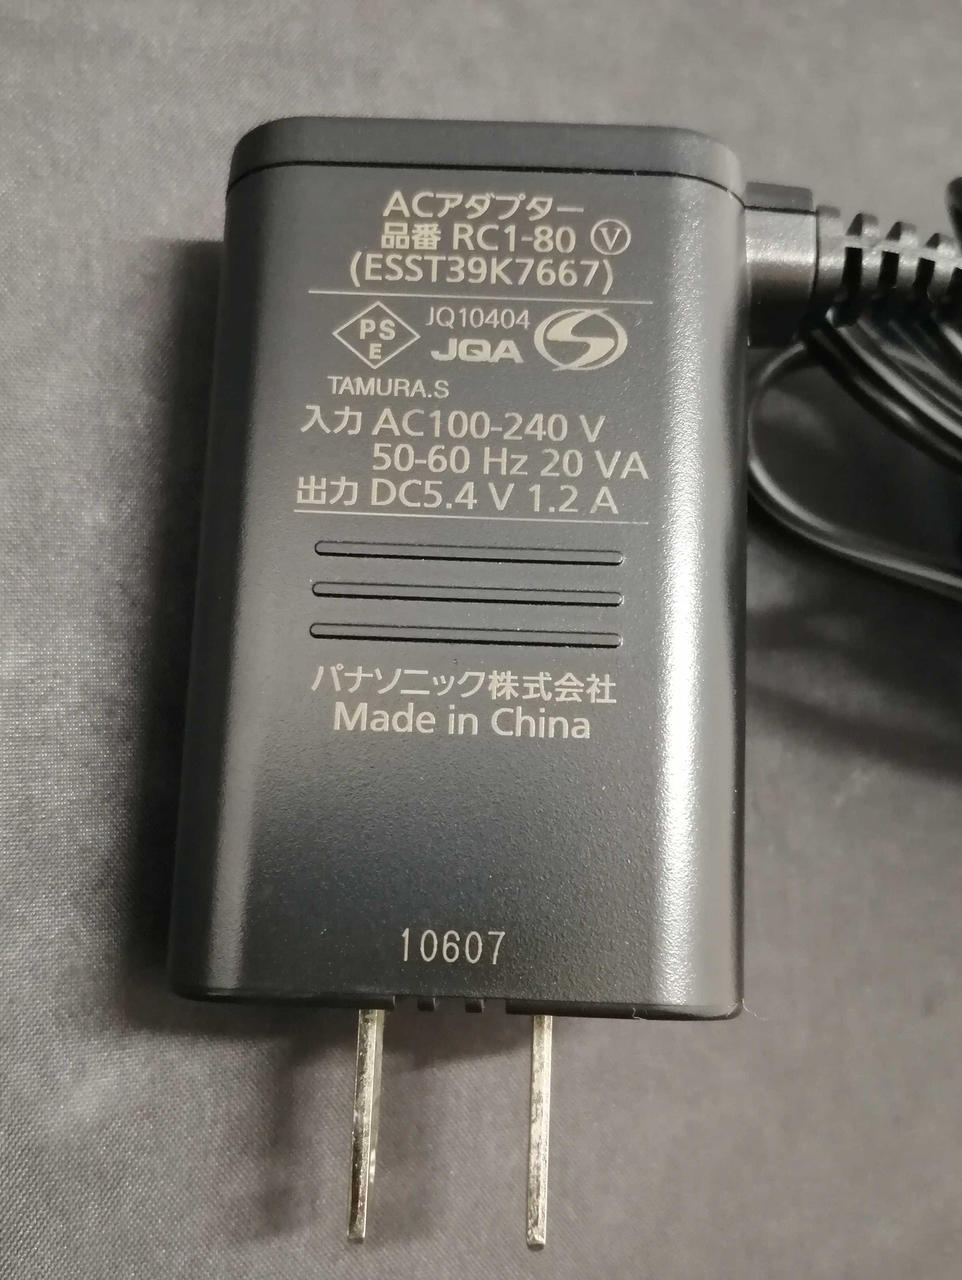 ACアダプター
品番 RC1-80 Ⓥ
(ESST39K7667)
PS
E
JQ10404
JQA
S
TAMURA.S
入力 AC100-240 V
50-60 Hz 20 VA
出力 DC5.4 V 1.2 A
パナソニック株式会社
Made in China
10607